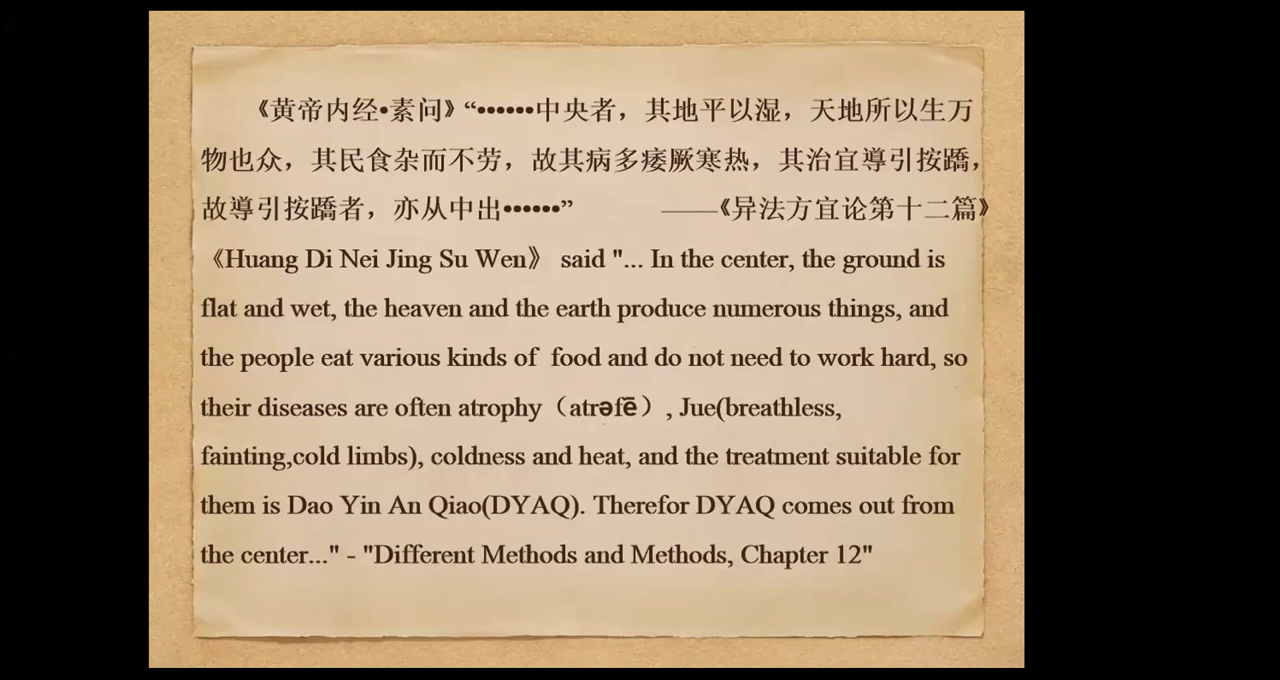 《黄帝内经•素问》“••••••中央者，其地平以湿，天地所以生万
物也众，其民食杂而不劳，故其病多痿厥寒热，其治宜導引按蹻，
故導引按蹻者，亦从中出••••••” ——《异法方宜论第十二篇》
《Huang Di Nei Jing Su Wen》 said "... In the center, the ground is
flat and wet, the heaven and the earth produce numerous things, and
the people eat various kinds of food and do not need to work hard, so
their diseases are often atrophy（atrəfē）, Jue(breathless,
fainting,cold limbs), coldness and heat, and the treatment suitable for
them is Dao Yin An Qiao(DYAQ). Therefor DYAQ comes out from
the center..." - "Different Methods and Methods, Chapter 12"